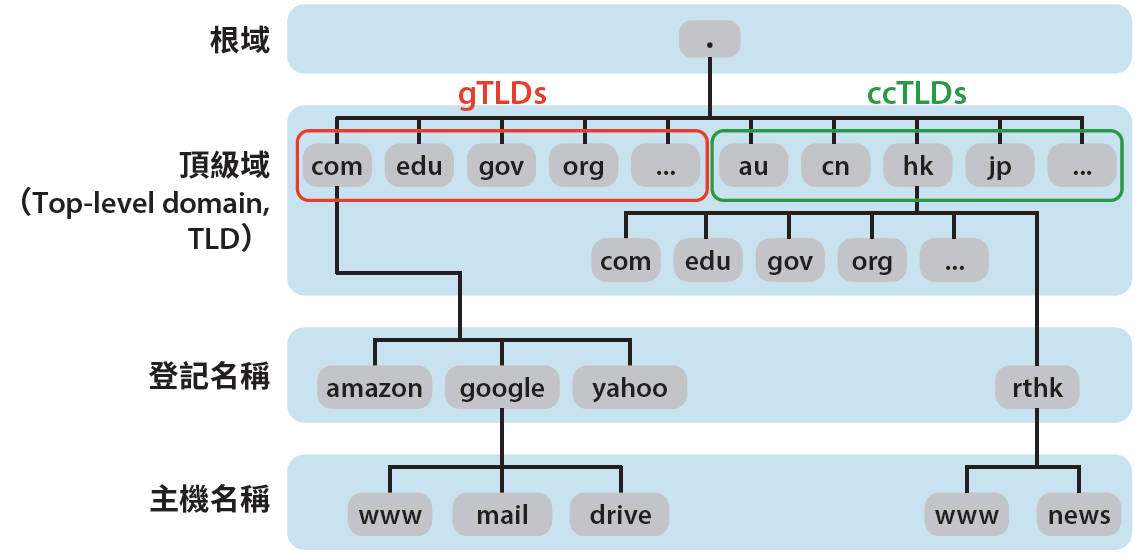 根域
.
gTLDs
ccTLDs
頂級域
（Top-level domain,
TLD）
com edu gov org ... au cn hk jp ...
com edu gov org ...
登記名稱
amazon google yahoo rthk
主機名稱
www mail drive www news